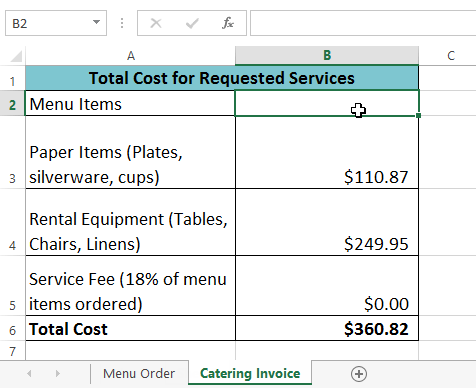 B2 fx
A B C
1 Total Cost for Requested Services
2 Menu Items
Paper Items (Plates,
3 silverware, cups) $110.87
Rental Equipment (Tables,
4 Chairs, Linens) $249.95
Service Fee (18% of menu
5 items ordered) $0.00
6 Total Cost $360.82
7
Menu Order Catering Invoice